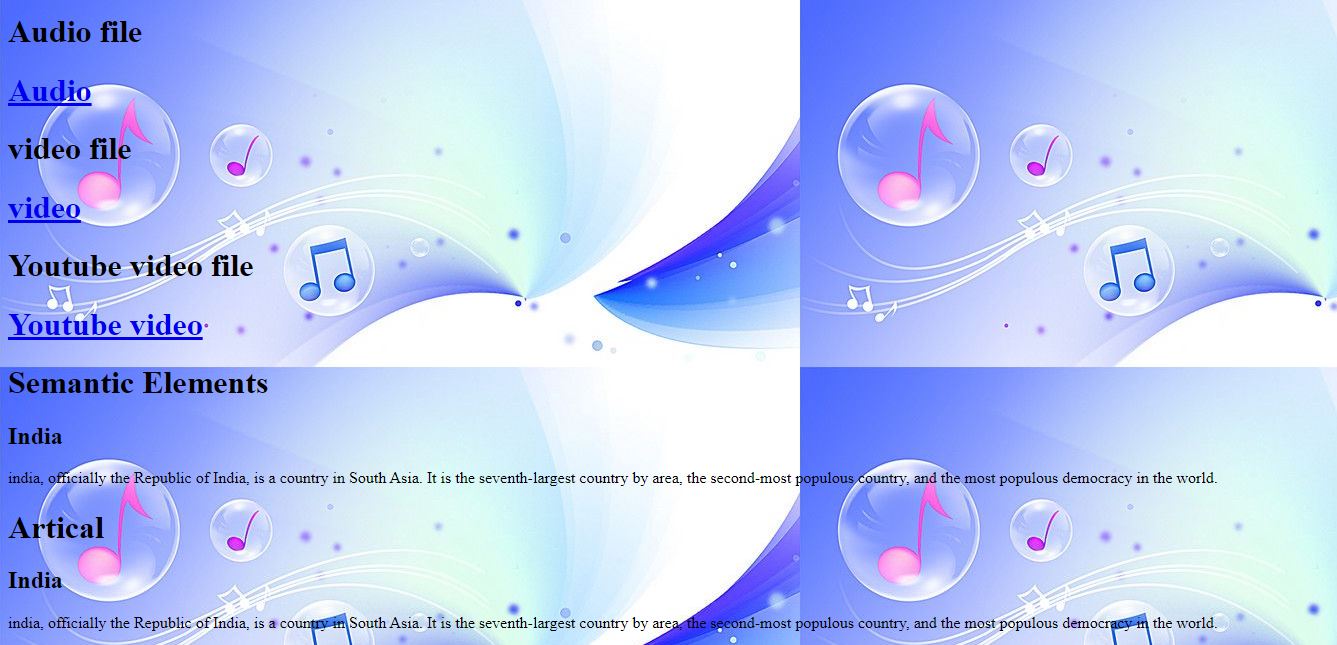 Audio file
Audio
video file
video
Youtube video file
Youtube video
Semantic Elements
India
india, officially the Republic of India, is a country in South Asia. It is the seventh-largest country by area, the second-most populous country, and the most populous democracy in the world.
Artical
India
india, officially the Republic of India, is a country in South Asia. It is the seventh-largest country by area, the second-most populous country, and the most populous democracy in the world.